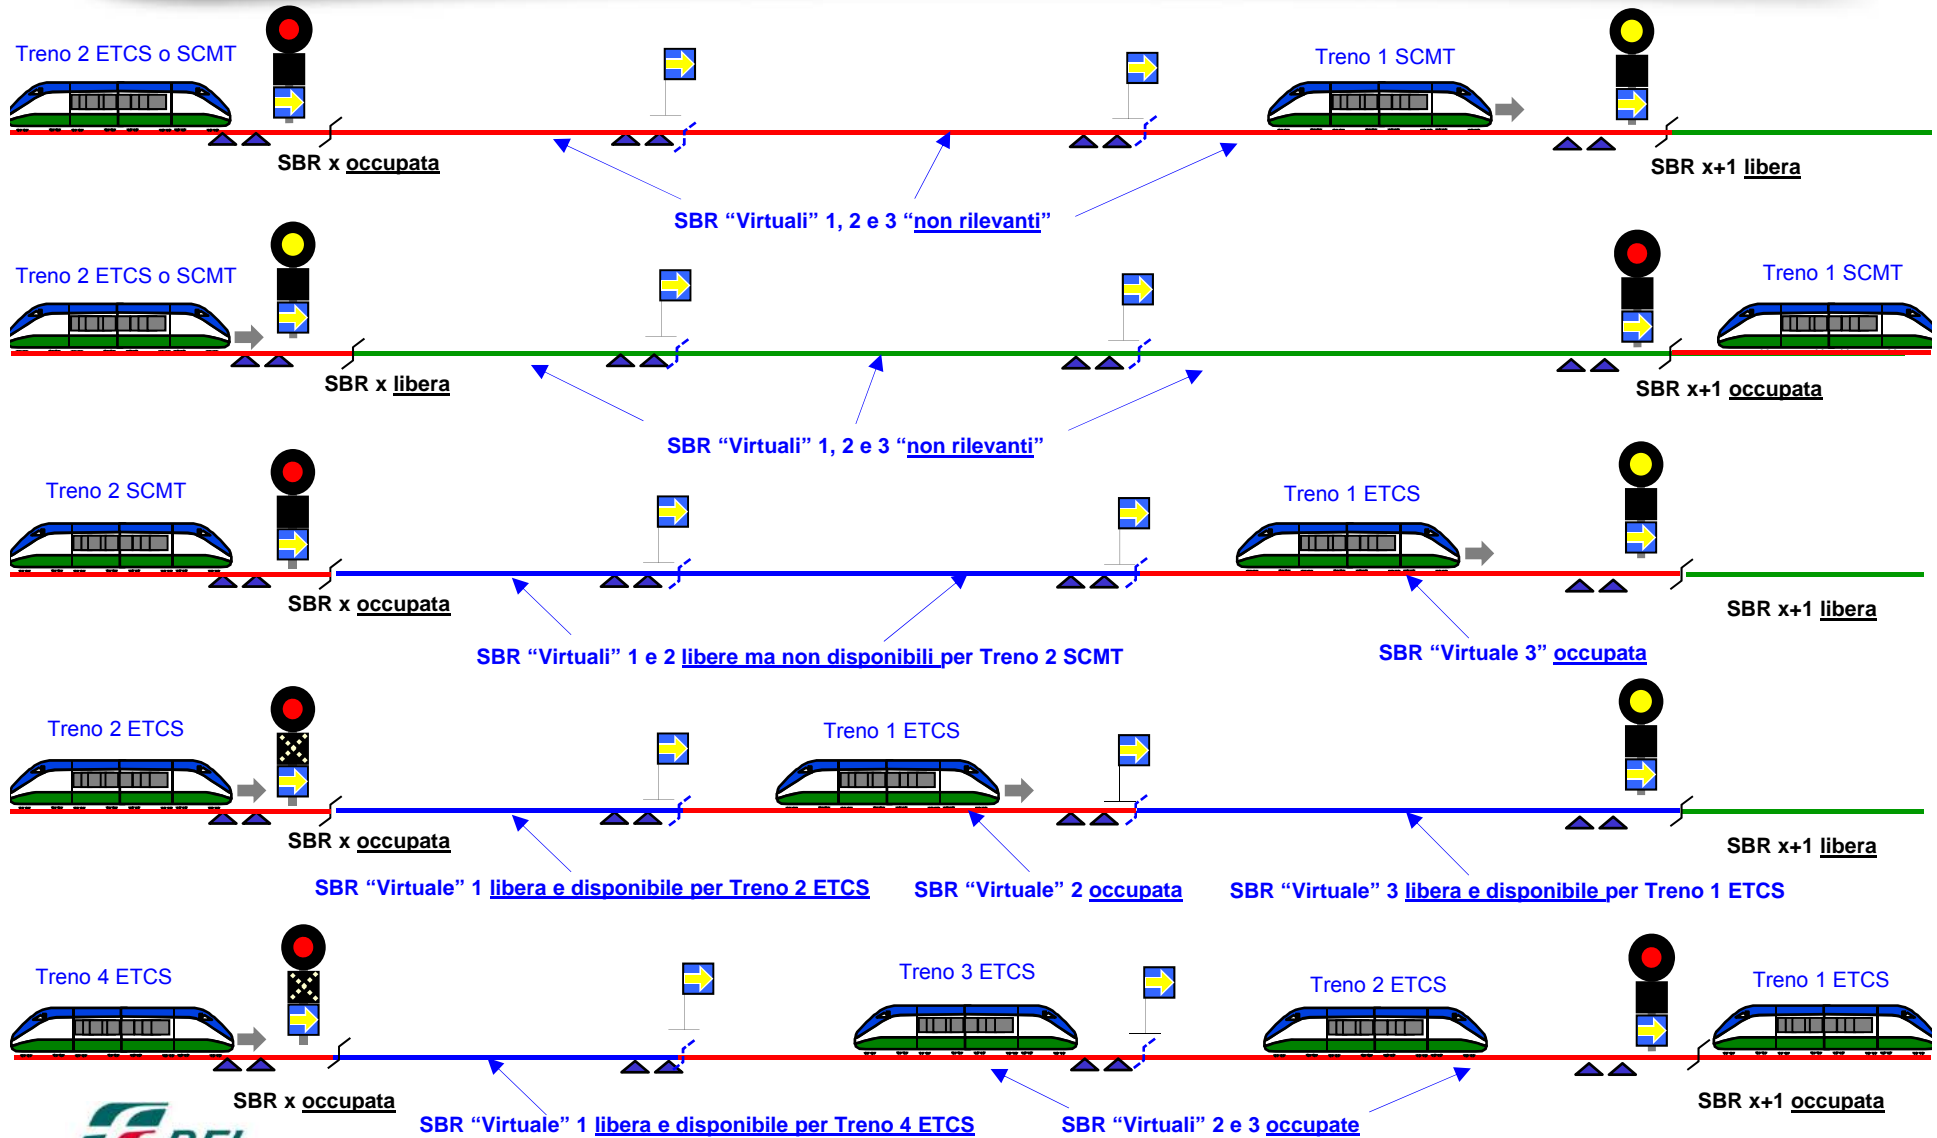 Treno 2 ETCS o SCMT
Treno 1 SCMT
SBR x occupata
SBR x+1 libera
SBR “Virtuali” 1, 2 e 3 “non rilevanti”
Treno 2 ETCS o SCMT
Treno 1 SCMT
SBR x libera
SBR x+1 occupata
SBR “Virtuali” 1, 2 e 3 “non rilevanti”
Treno 2 SCMT
Treno 1 ETCS
SBR x occupata
SBR x+1 libera
SBR “Virtuali” 1 e 2 libere ma non disponibili per Treno 2 SCMT
SBR “Virtuale 3” occupata
Treno 2 ETCS
Treno 1 ETCS
SBR x occupata
SBR x+1 libera
SBR “Virtuale” 1 libera e disponibile per Treno 2 ETCS
SBR “Virtuale” 2 occupata
SBR “Virtuale” 3 libera e disponibile per Treno 1 ETCS
Treno 4 ETCS
Treno 3 ETCS
Treno 2 ETCS
Treno 1 ETCS
SBR x occupata
SBR x+1 occupata
SBR “Virtuale” 1 libera e disponibile per Treno 4 ETCS
SBR “Virtuali” 2 e 3 occupate
RFI